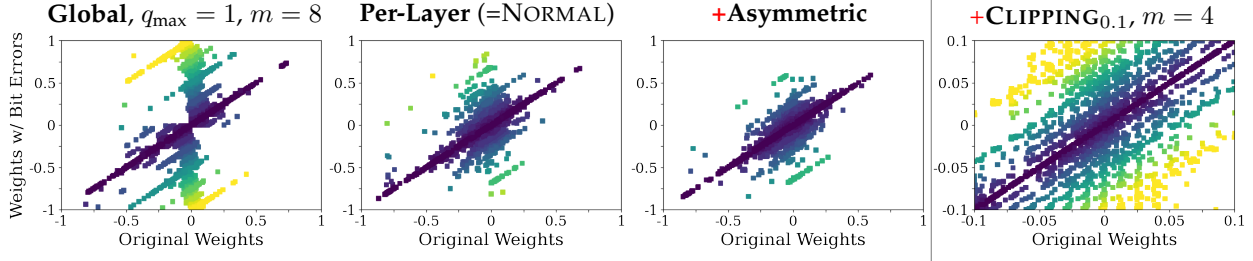 Global, q_max = 1, m = 8
Per-Layer (=NORMAL)
+Asymmetric
+CLIPPING_0.1, m = 4
Weights w/ Bit Errors
1
0.5
0
-0.5
-1
-1 -0.5 0 0.5 1
Original Weights
1
0.5
0
-0.5
-1
-1 -0.5 0 0.5 1
Original Weights
1
0.5
0
-0.5
-1
-1 -0.5 0 0.5 1
Original Weights
0.1
0.05
0
-0.05
-0.1
-0.1 -0.05 0 0.05 0.1
Original Weights